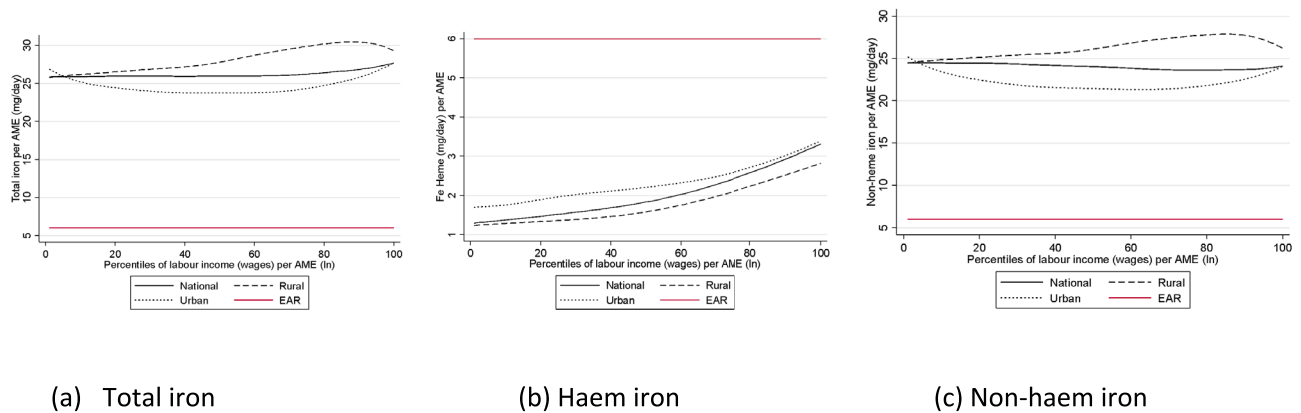 30
25
20
15
10
5
Total iron per AME (mg/day)
0 20 40 60 80 100
Percentiles of labour income (wages) per AME (ln)
National Rural
Urban EAR
(a) Total iron
6
5
4
3
2
1
Fe Heme (mg/day) per AME
0 20 40 60 80 100
Percentiles of labour income (wages) per AME (ln)
National Rural
Urban EAR
(b) Haem iron
30
25
20
15
10
5
Non-heme iron per AME (mg/day)
0 20 40 60 80 100
Percentiles of labour income (wages) per AME (ln)
National Rural
Urban EAR
(c) Non-haem iron